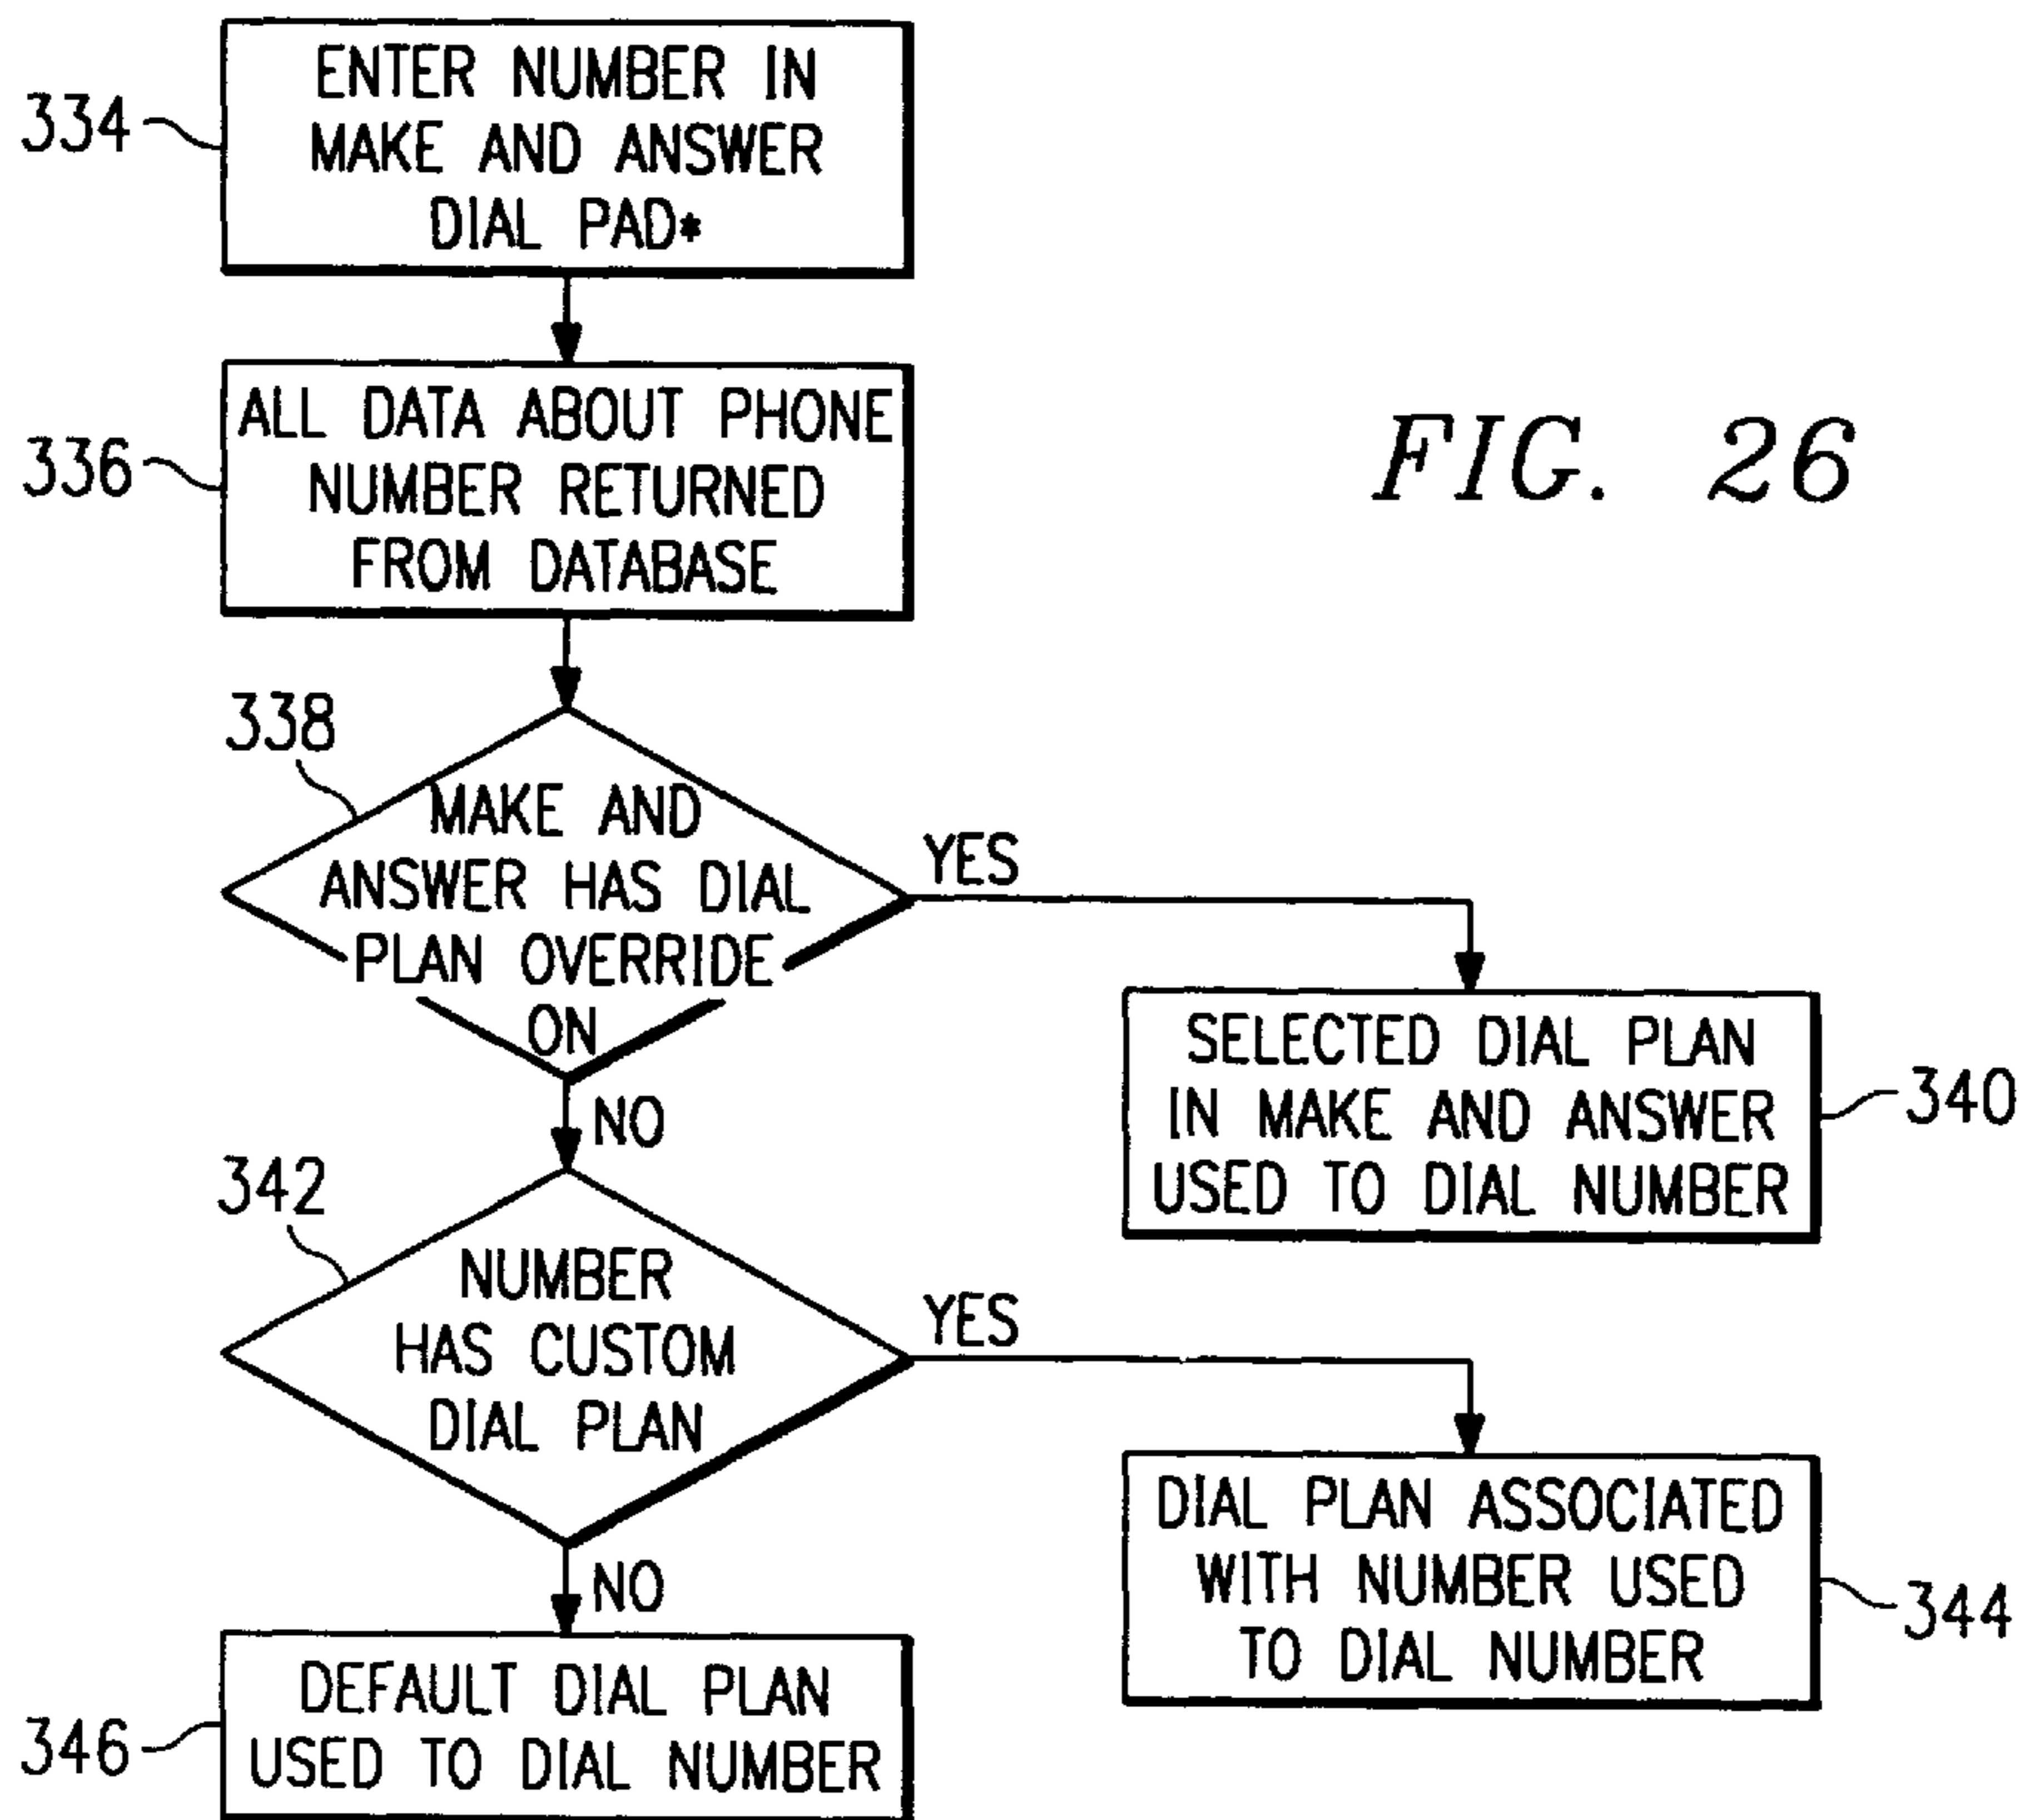 334
ENTER NUMBER IN
MAKE AND ANSWER
DIAL PAD*
336
ALL DATA ABOUT PHONE
NUMBER RETURNED
FROM DATABASE
FIG. 26
338
MAKE AND
ANSWER HAS DIAL
PLAN OVERRIDE
ON
YES
NO
SELECTED DIAL PLAN
IN MAKE AND ANSWER
USED TO DIAL NUMBER
340
342
NUMBER
HAS CUSTOM
DIAL PLAN
YES
NO
DIAL PLAN ASSOCIATED
WITH NUMBER USED
TO DIAL NUMBER
344
346
DEFAULT DIAL PLAN
USED TO DIAL NUMBER